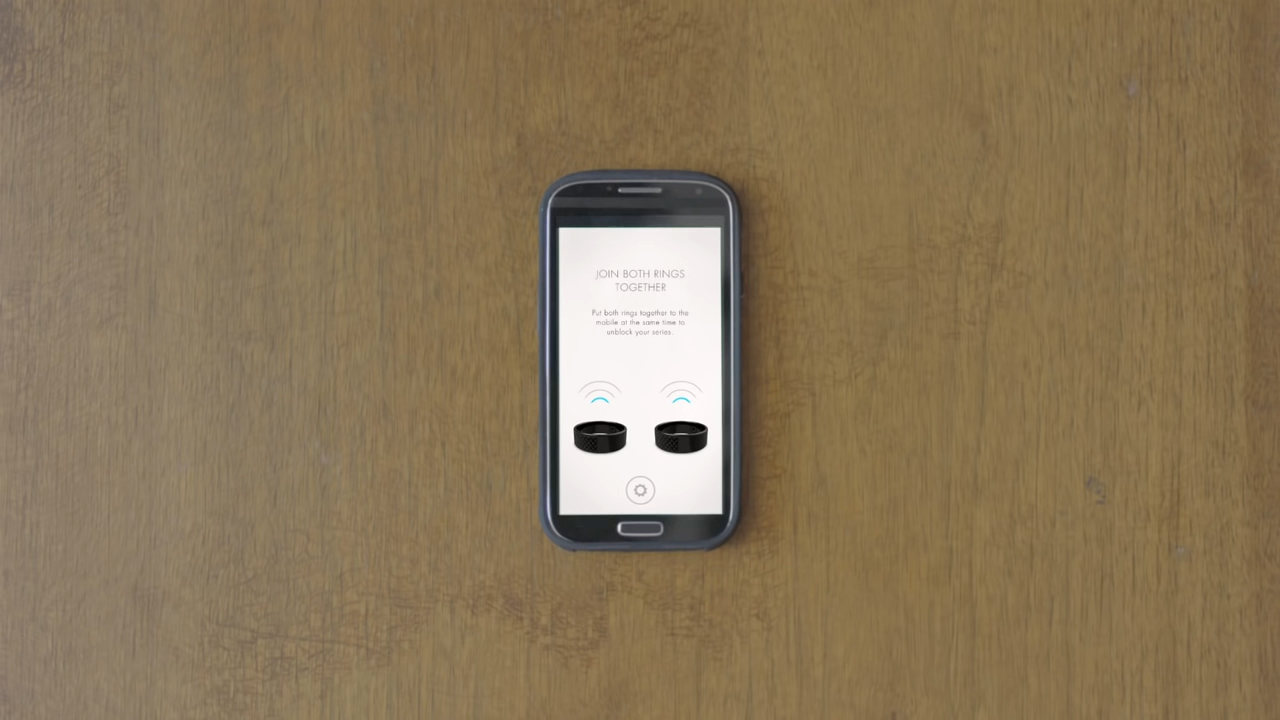 JOIN BOTH RINGS
TOGETHER
Put both rings together to the
mobile at the same time to
unblock your series.